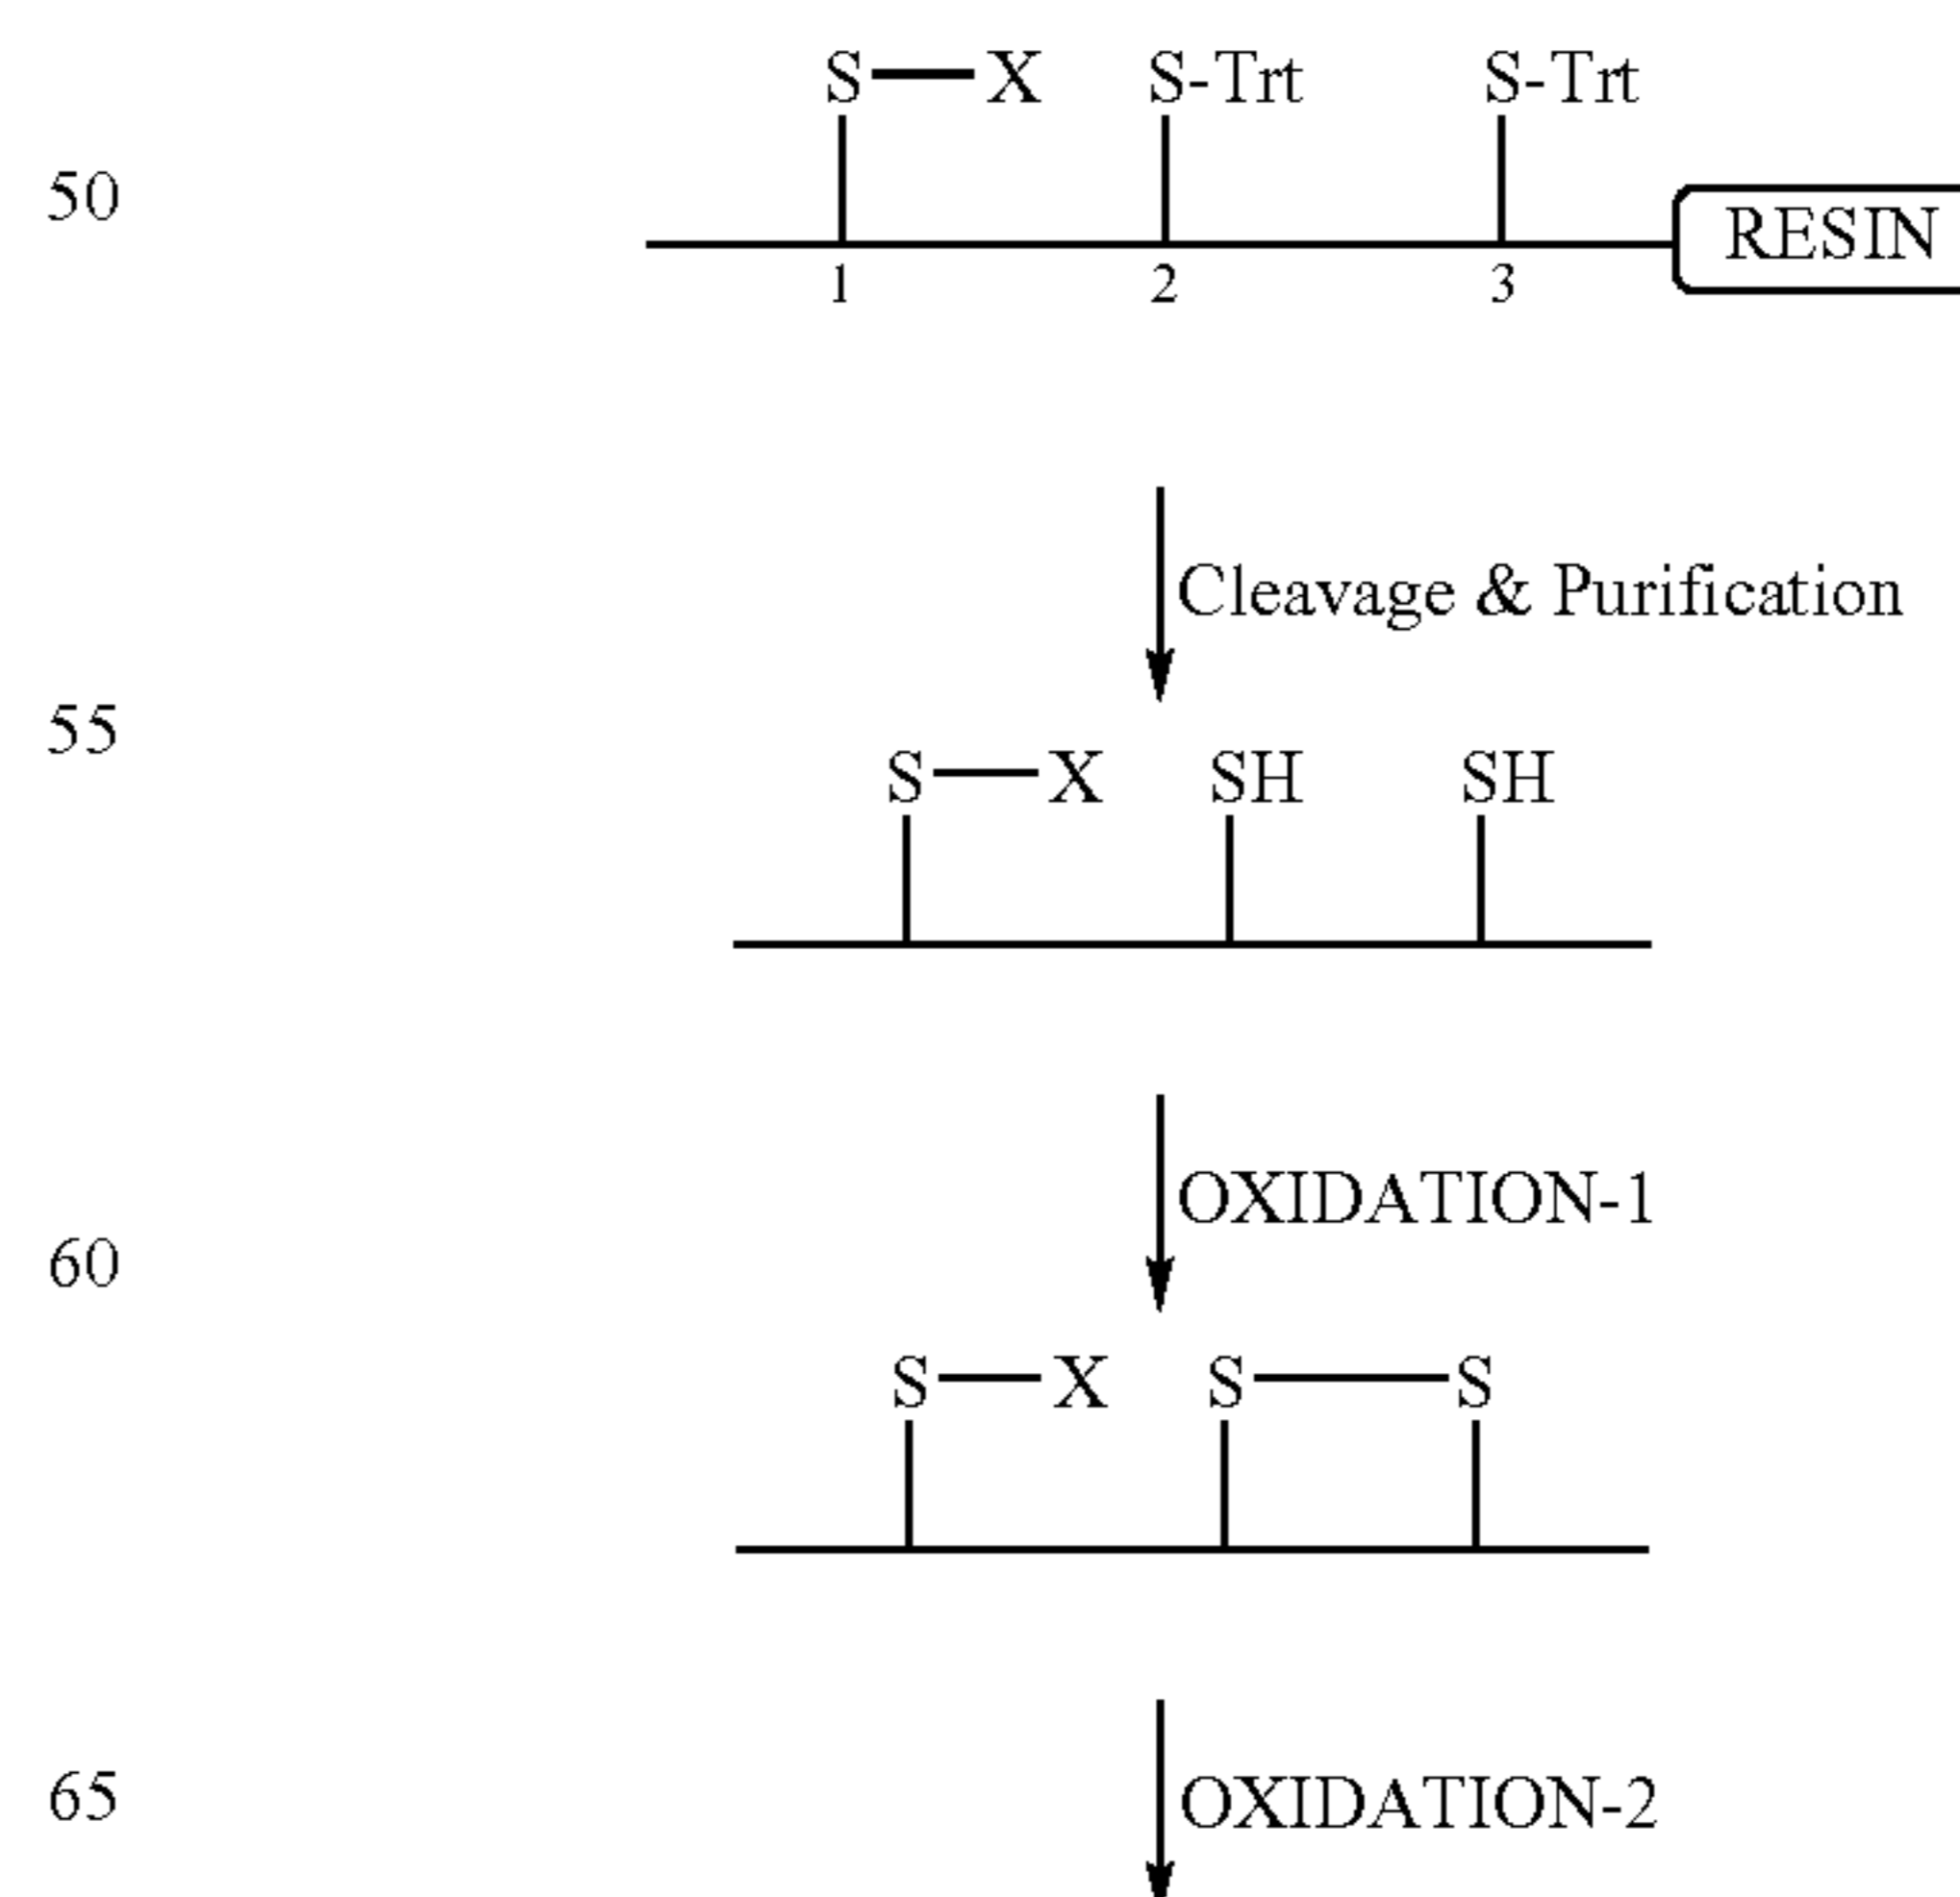 S—X S-Trt S-Trt
50
RESIN
1 2 3
Cleavage & Purification
55
S—X SH SH
OXIDATION-1
60
S—X S—S
65
OXIDATION-2